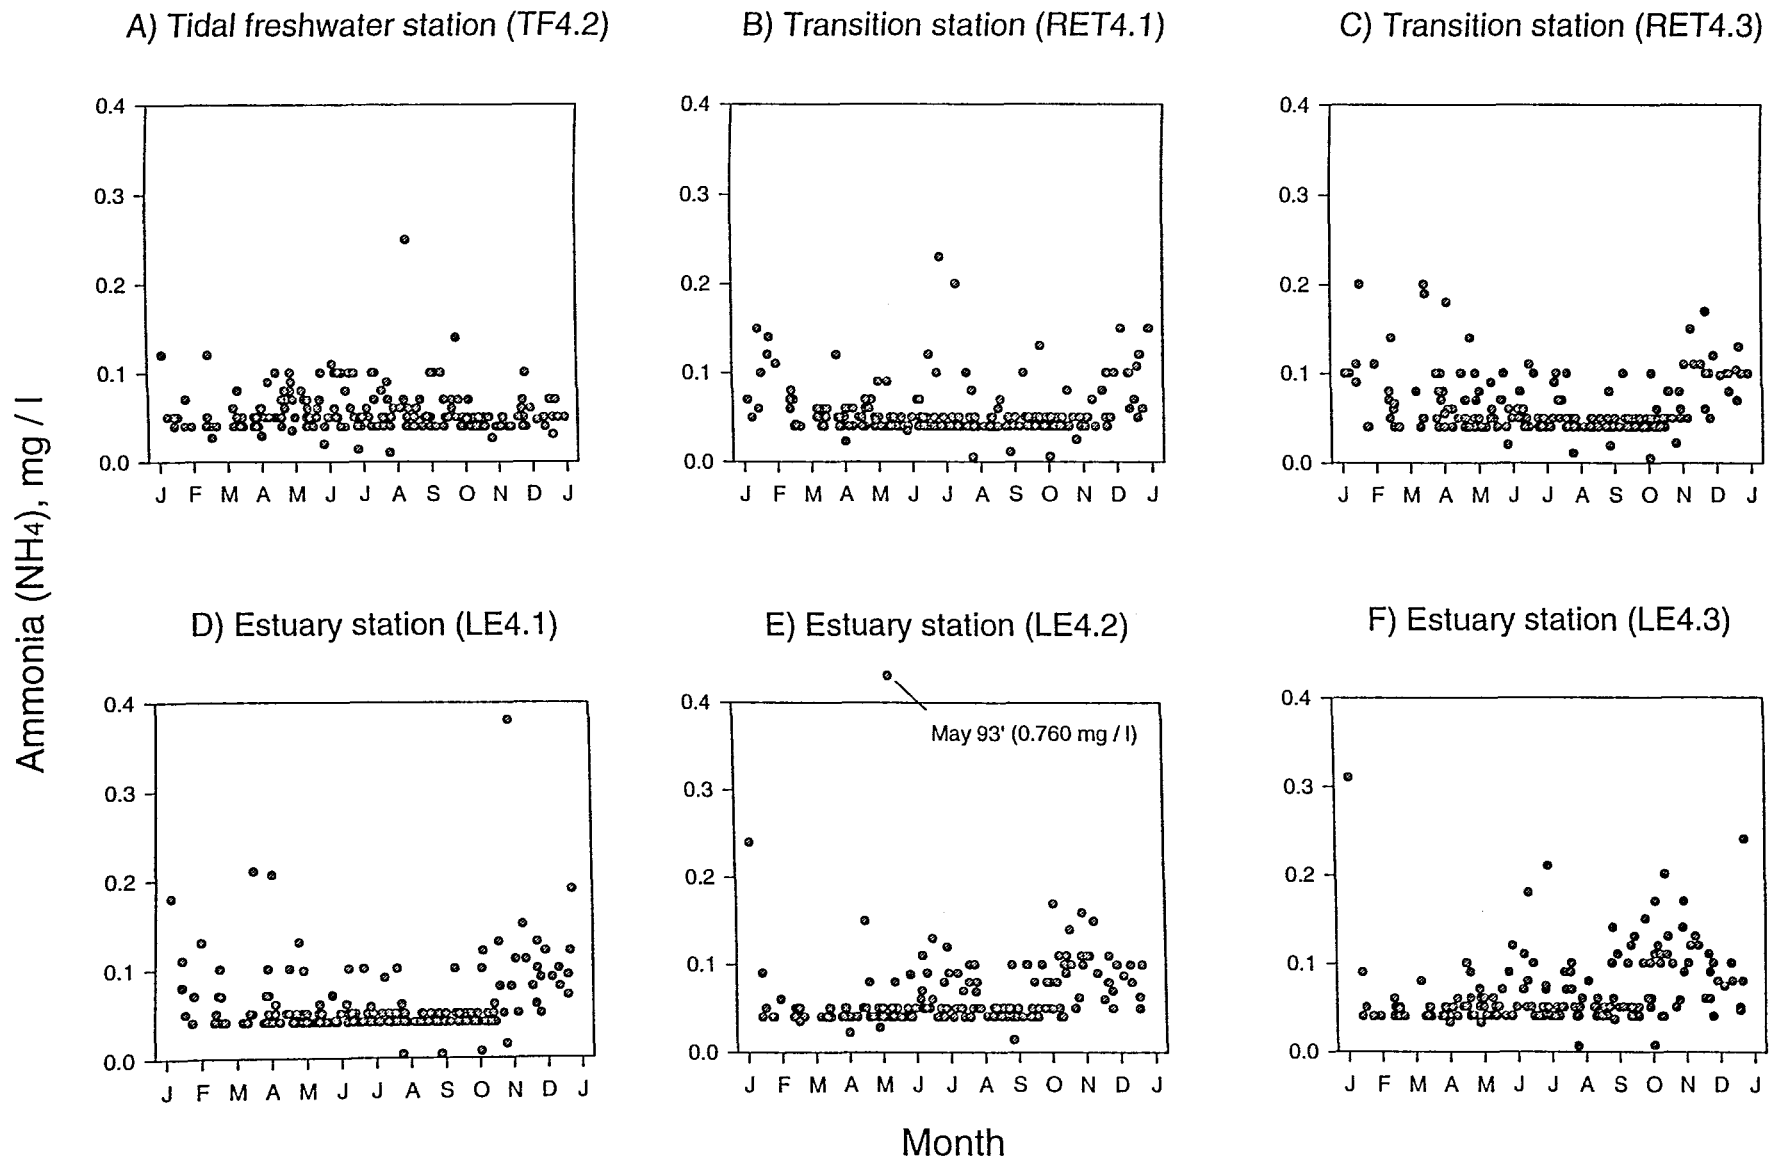 A) Tidal freshwater station (TF4.2)
B) Transition station (RET4.1)
C) Transition station (RET4.3)
0.4
0.3
0.2
0.1
0.0
J F M A M J J A S O N D J
0.4
0.3
0.2
0.1
0.0
J F M A M J J A S O N D J
0.4
0.3
0.2
0.1
0.0
J F M A M J J A S O N D J
Ammonia (NH4), mg / l
D) Estuary station (LE4.1)
E) Estuary station (LE4.2)
F) Estuary station (LE4.3)
0.4
0.3
0.2
0.1
0.0
J F M A M J J A S O N D J
May 93' (0.760 mg / l)
0.4
0.3
0.2
0.1
0.0
J F M A M J J A S O N D J
0.4
0.3
0.2
0.1
0.0
J F M A M J J A S O N D J
Month